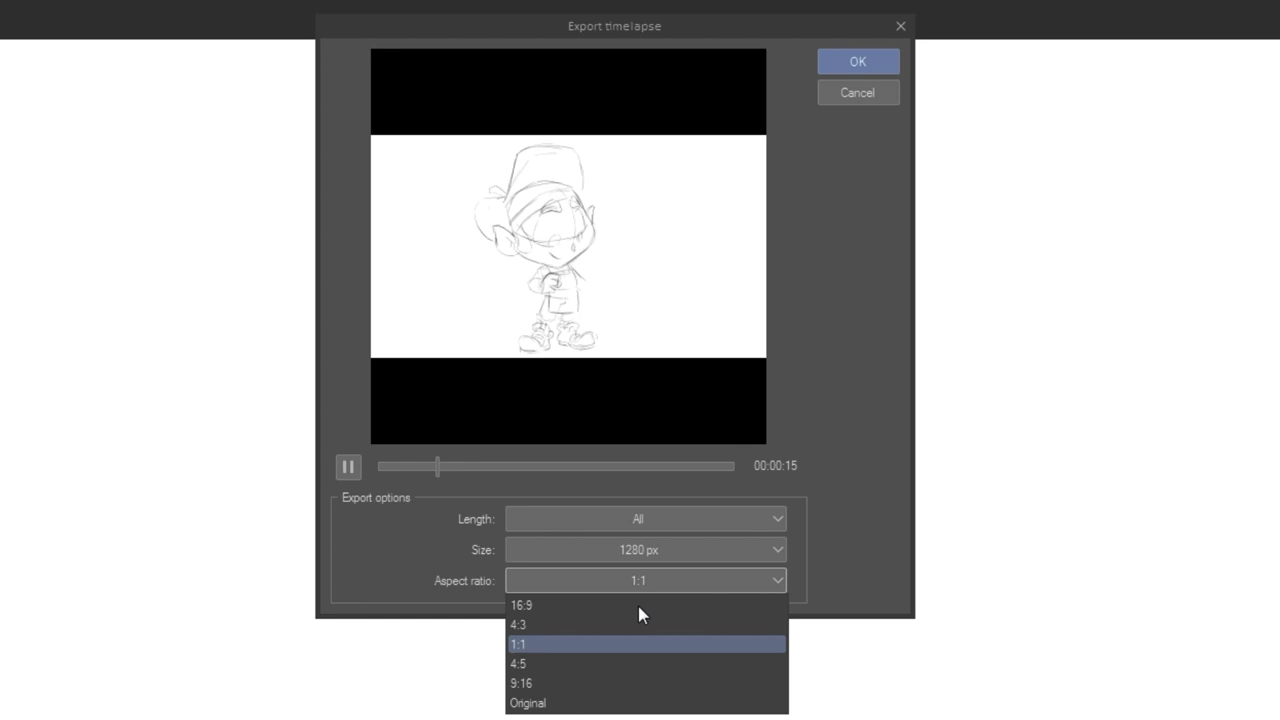 Export timelapse
OK
Cancel
00:00:15
Export options
Length: All
Size: 1280 px
Aspect ratio: 1:1
16:9
4:3
1:1
4:5
9:16
Original